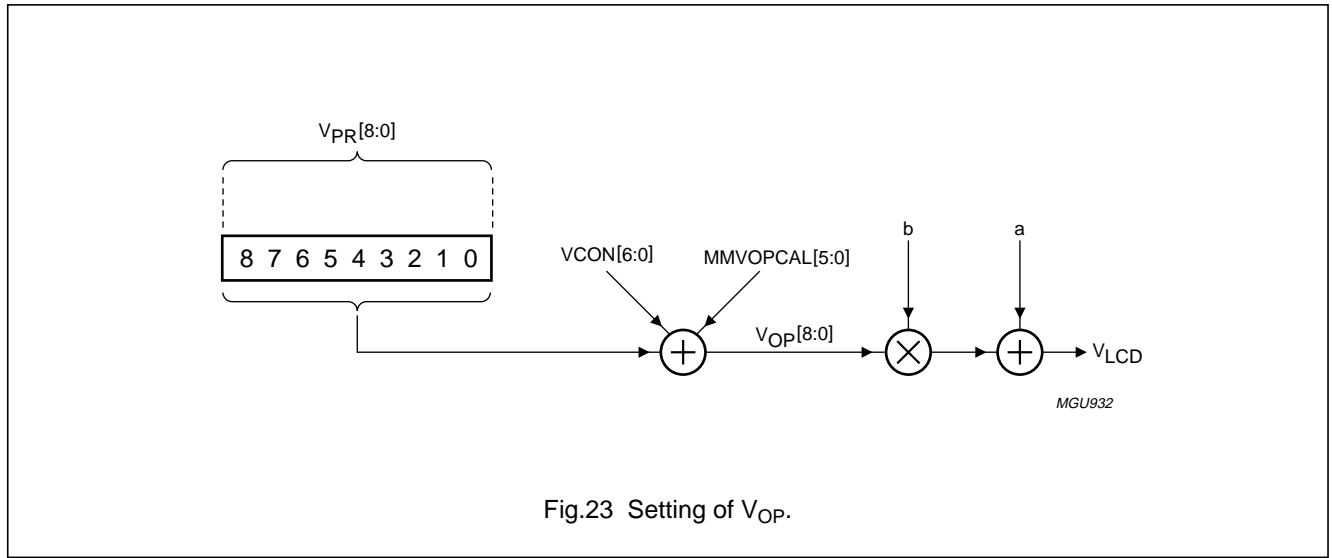 VPR[8:0]
8 7 6 5 4 3 2 1 0
VCON[6:0]
MMVOPCAL[5:0]
b
a
VOP[8:0]
VLCD
MGU932
Fig.23 Setting of VOP.